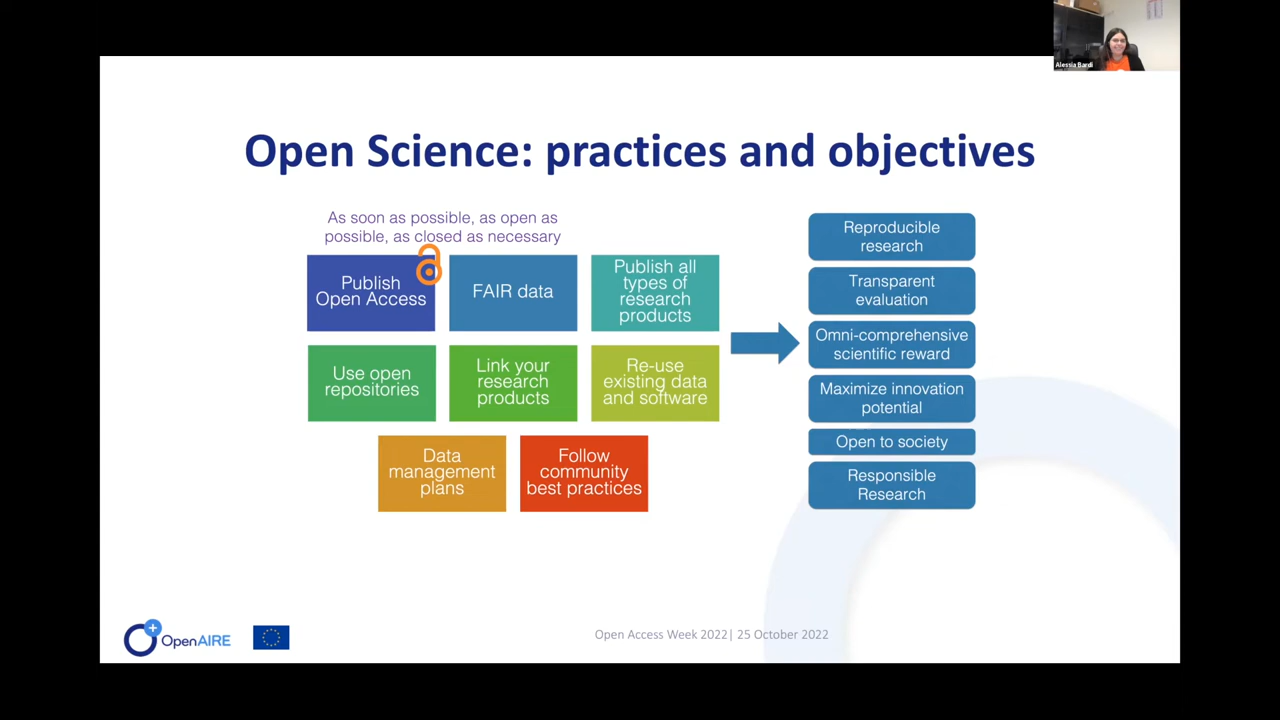 Alessia Bardi
Open Science: practices and objectives
As soon as possible, as open as
possible, as closed as necessary
Publish
Open Access
FAIR data
Publish all
types of
research
products
Use open
repositories
Link your
research
products
Re-use
existing data
and software
Data
management
plans
Follow
community
best practices
Reproducible
research
Transparent
evaluation
Omni-comprehensive
scientific reward
Maximize innovation
potential
Open to society
Responsible
Research
OpenAIRE
Open Access Week 2022| 25 October 2022